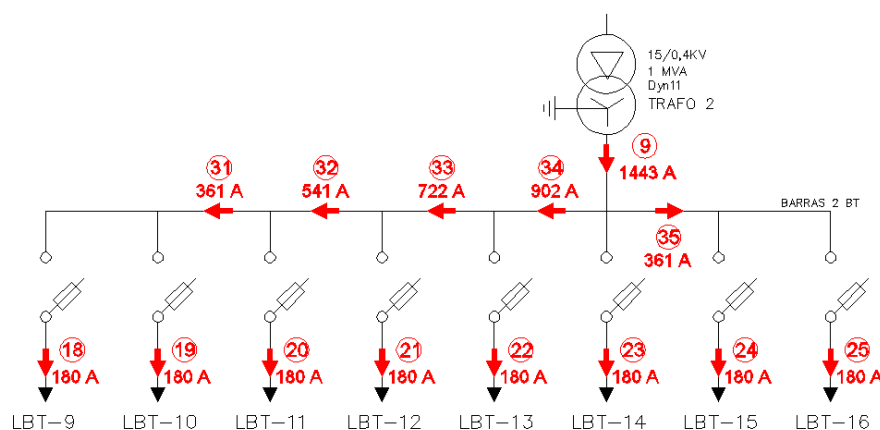 15/0,4KV
1 MVA
Dyn11
TRAFO 2
9
1443 A
31
361 A
32
541 A
33
722 A
34
902 A
35
361 A
BARRAS 2 BT
18
180 A
19
180 A
20
180 A
21
180 A
22
180 A
23
180 A
24
180 A
25
180 A
LBT-9
LBT-10
LBT-11
LBT-12
LBT-13
LBT-14
LBT-15
LBT-16